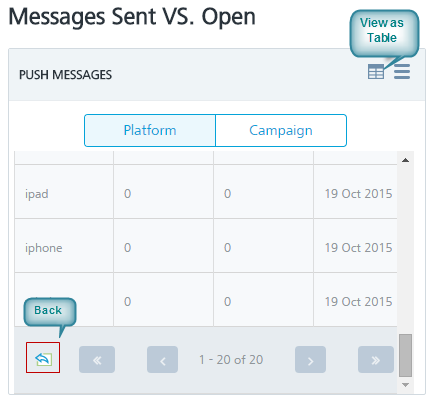 Messages Sent VS. Open
View as
Table
PUSH MESSAGES
Platform Campaign
ipad 0 0 19 Oct 2015
iphone 0 0 19 Oct 2015
0 0 19 Oct 2015
Back
« ‹ 1 - 20 of 20 › »